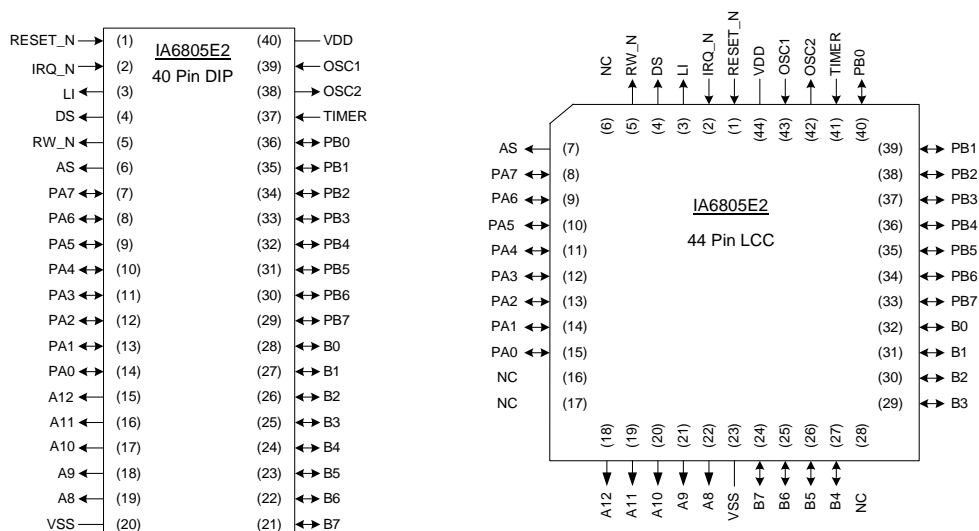 RESET_N (1) IA6805E2 (40) VDD
IRQ_N (2) 40 Pin DIP (39) OSC1
LI (3) (38) OSC2
DS (4) (37) TIMER
RW_N (5) (36) PB0
AS (6) (35) PB1
PA7 (7) (34) PB2
PA6 (8) (33) PB3
PA5 (9) (32) PB4
PA4 (10) (31) PB5
PA3 (11) (30) PB6
PA2 (12) (29) PB7
PA1 (13) (28) B0
PA0 (14) (27) B1
A12 (15) (26) B2
A11 (16) (25) B3
A10 (17) (24) B4
A9 (18) (23) B5
A8 (19) (22) B6
VSS (20) (21) B7
NC RW_N DS LI IRQ_N RESET_N VDD OSC1 OSC2 TIMER PB0
(6) (5) (4) (3) (2) (1) (44) (43) (42) (41) (40)
AS (7) (39) PB1
PA7 (8) (38) PB2
PA6 (9) (37) PB3
IA6805E2
PA5 (10) (36) PB4
44 Pin LCC
PA4 (11) (35) PB5
PA3 (12) (34) PB6
PA2 (13) (33) PB7
PA1 (14) (32) B0
PA0 (15) (31) B1
NC (16) (30) B2
NC (17) (29) B3
(18) (19) (20) (21) (22) (23) (24) (25) (26) (27) (28)
A12 A11 A10 A9 A8 VSS B7 B6 B5 B4 NC